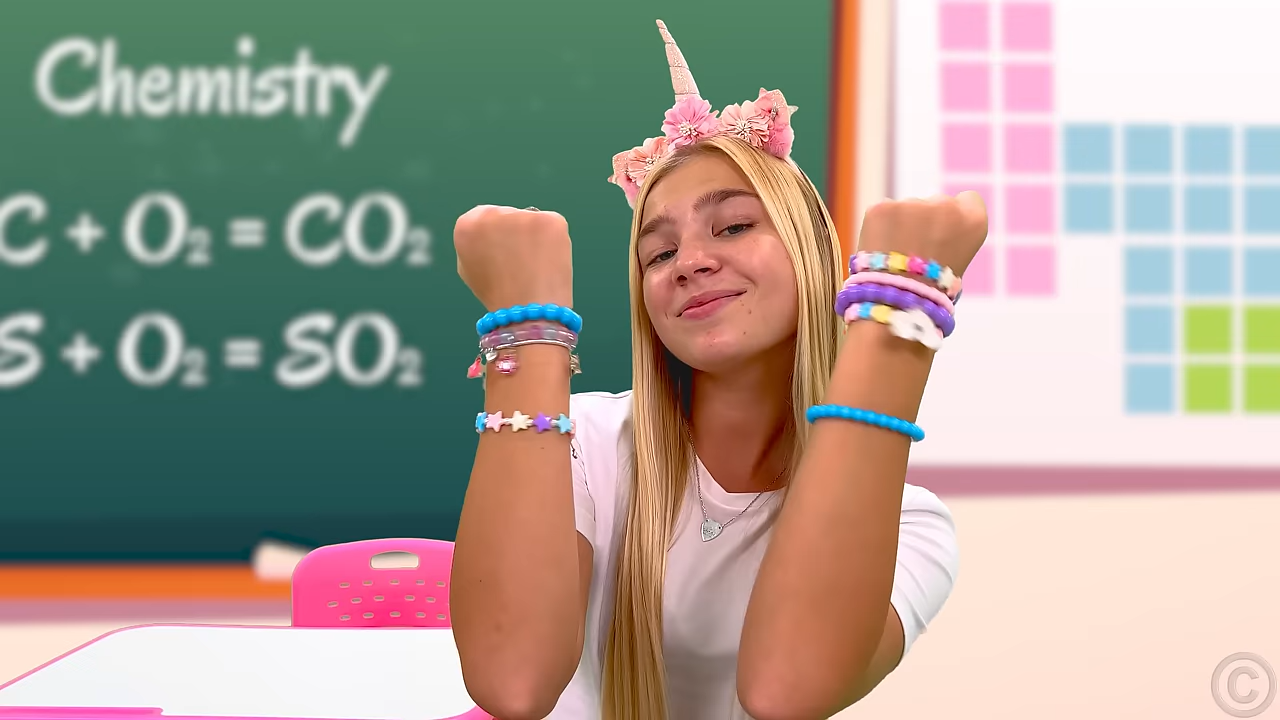 Chemistry
C + O₂ = CO₂
S + O₂ = SO₂
©